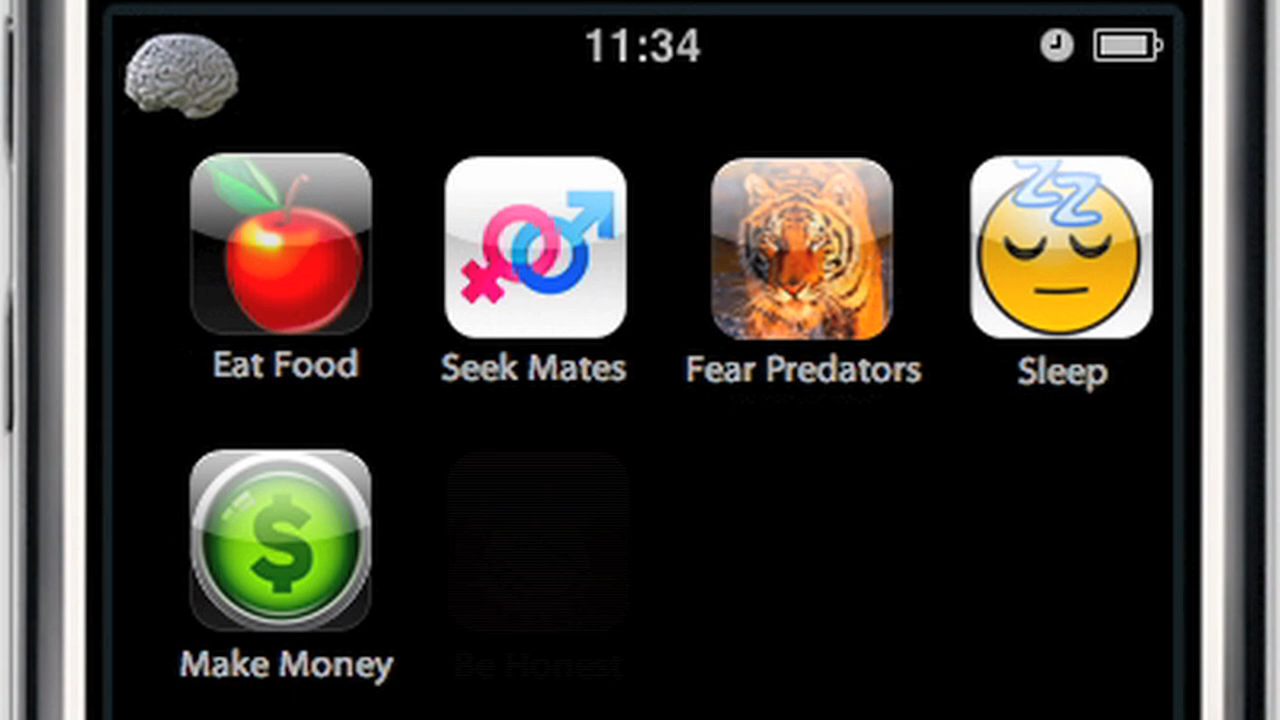 11:34
Eat Food
Seek Mates
Fear Predators
Sleep
Make Money
Be Honest